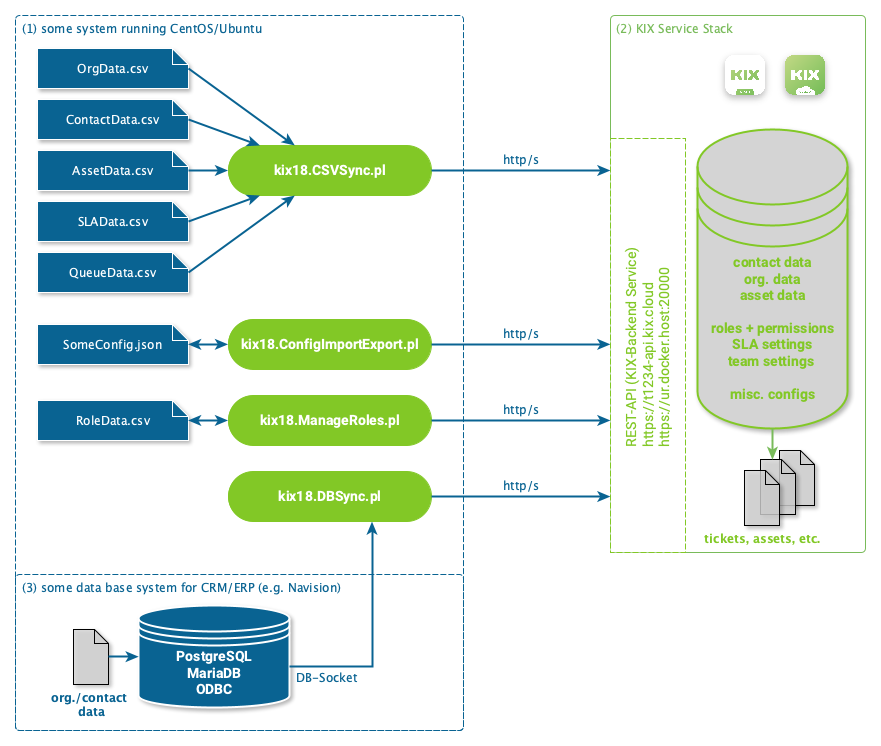 (1) some system running CentOS/Ubuntu
OrgData.csv
ContactData.csv
AssetData.csv
SLAData.csv
QueueData.csv
kix18.CSVSync.pl
http/s
SomeConfig.json
kix18.ConfigImportExport.pl
http/s
RoleData.csv
kix18.ManageRoles.pl
http/s
kix18.DBSync.pl
http/s
(2) KIX Service Stack
KIX
KIX
REST-API (KIX-Backend Service)
https://t1234-api.kix.cloud
https://ur.docker.host:20000
contact data
org. data
asset data
roles + permissions
SLA settings
team settings
misc. configs
tickets, assets, etc.
(3) some data base system for CRM/ERP (e.g. Navision)
org./contact
data
PostgreSQL
MariaDB
ODBC
DB-Socket